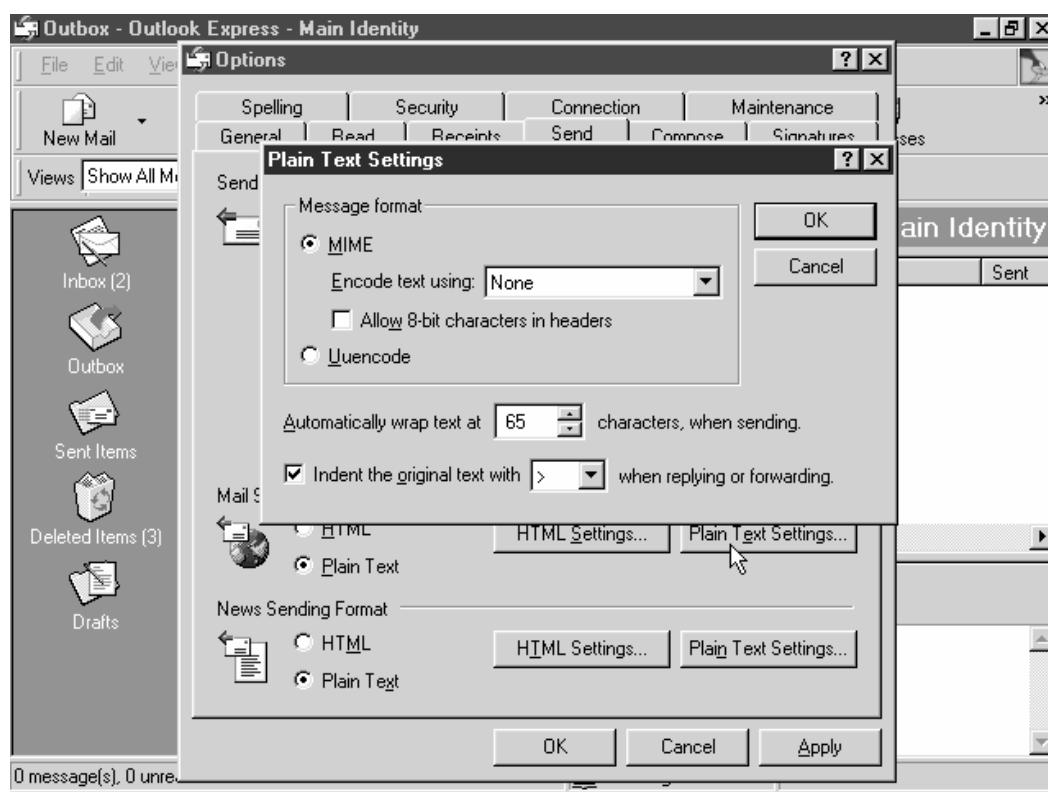 Outbox - Outlook Express - Main Identity
File Edit
Options
New Mail
Spelling Security Connection Maintenance
General Read Receipts Send Compose Signatures
Views Show All
Send
Plain Text Settings
Message format
OK
MIME
Cancel
Encode text using: None
Allow 8-bit characters in headers
Uuencode
Automatically wrap text at 65 characters, when sending.
Indent the original text with > when replying or forwarding.
Inbox (2)
Outbox
Sent Items
Deleted Items (3)
Drafts
Identity
Sent
Mail
HTML HTML Settings... Plain Text Settings...
Plain Text
News Sending Format
HTML HTML Settings... Plain Text Settings...
Plain Text
OK Cancel Apply
0 message(s), 0